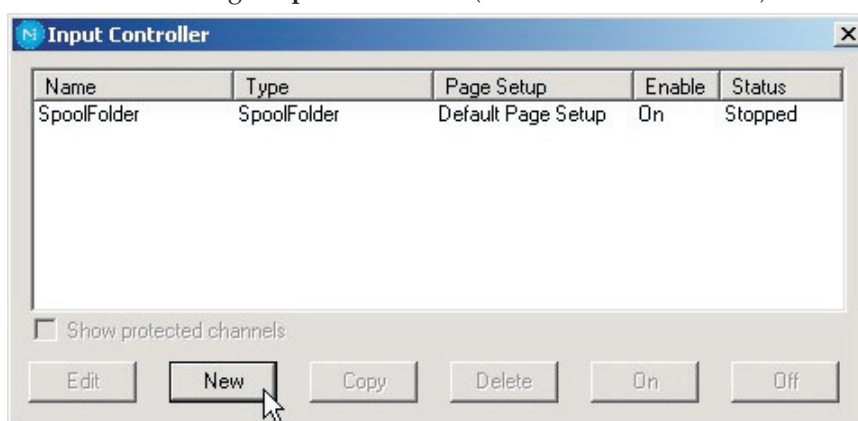 Input Controller
Name Type Page Setup Enable Status
SpoolFolder SpoolFolder Default Page Setup On Stopped
Show protected channels
Edit New Copy Delete On Off